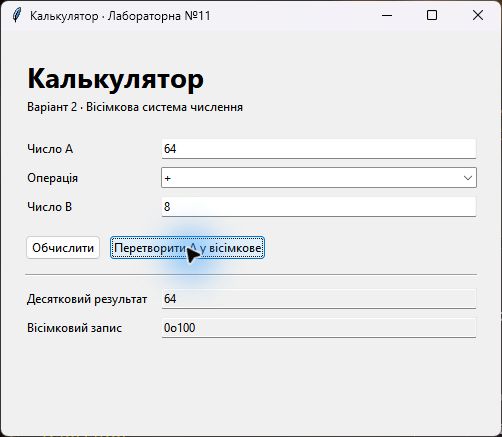 Калькулятор · Лабораторна №11
Калькулятор
Варіант 2 · Вісімкова система числення
Число A 64
Операція +
Число B 8
Обчислити Перетворити A у вісімкове
Десятковий результат 64
Вісімковий запис 0o100